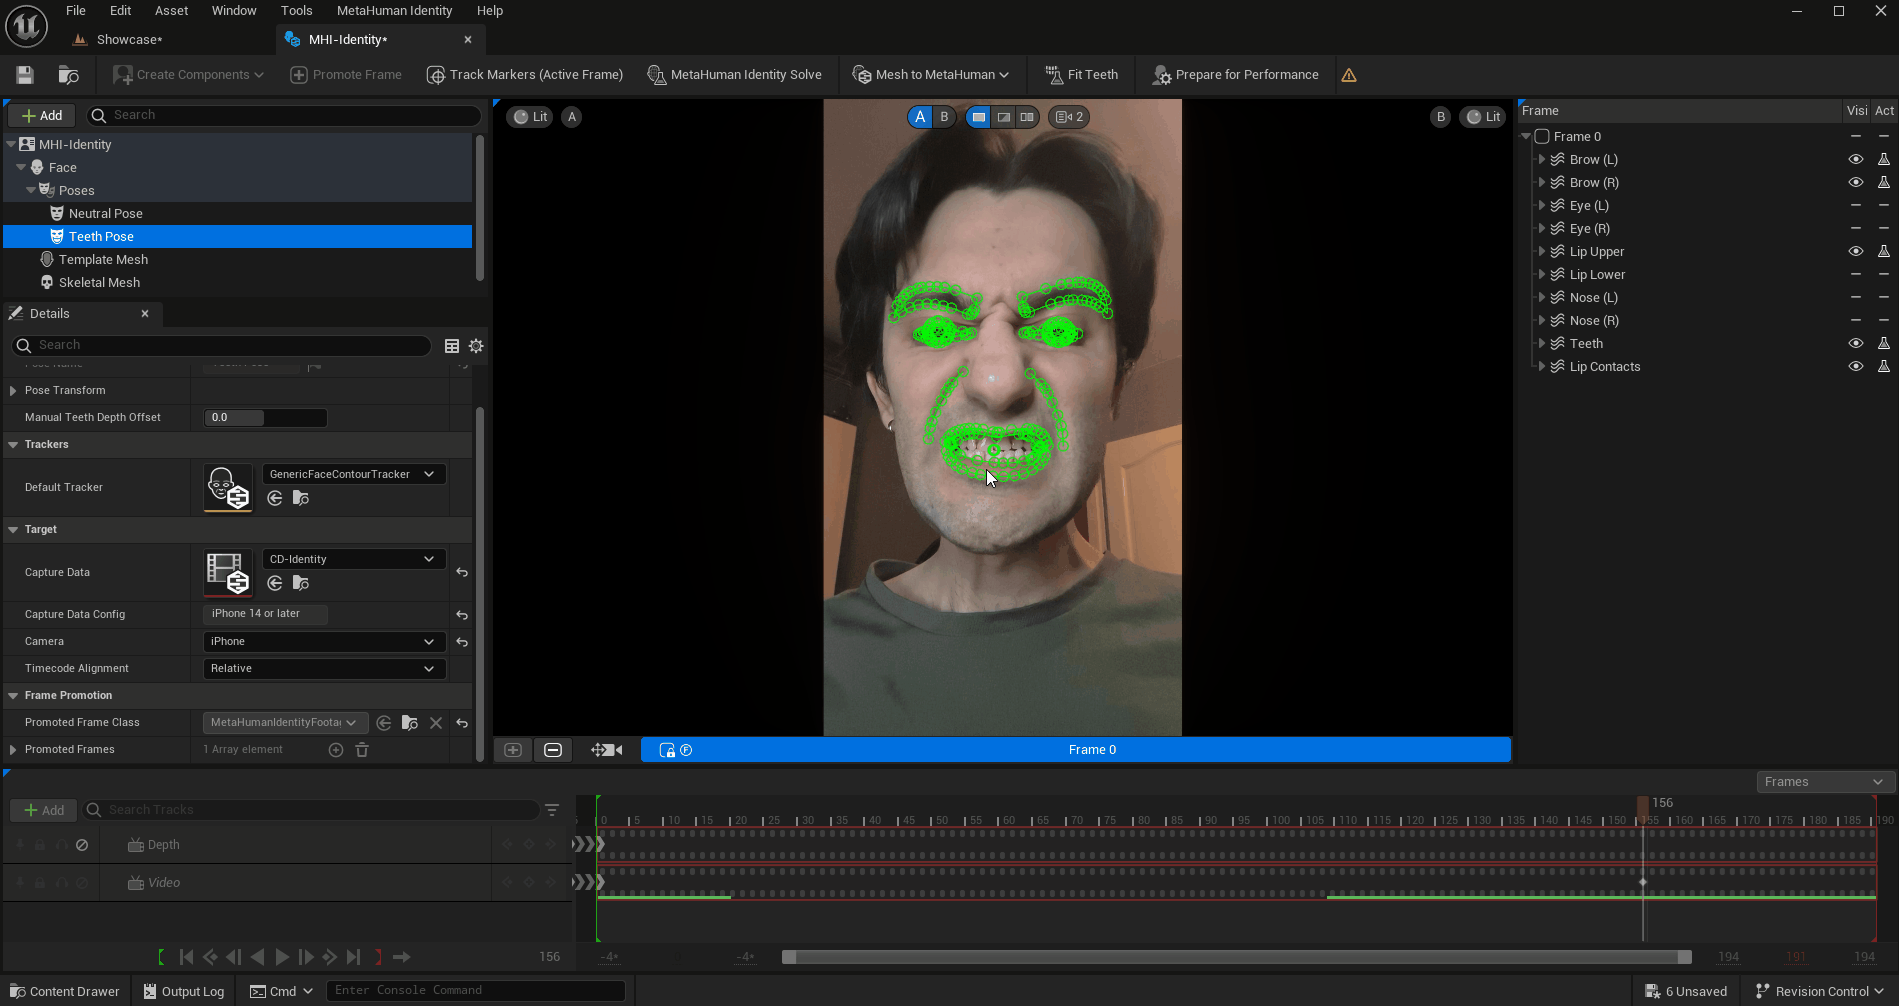 File Edit Asset Window Tools MetaHuman Identity Help
Showcase* MHI-Identity*
Create Components Promote Frame Track Markers (Active Frame) MetaHuman Identity Solve Mesh to MetaHuman Fit Teeth Prepare for Performance
Add Search
MHI-Identity
Face
Poses
Neutral Pose
Teeth Pose
Template Mesh
Skeletal Mesh
Details
Search
Pose Transform
Manual Teeth Depth Offset 0.0
Trackers
Default Tracker GenericFaceContourTracker
Target
Capture Data CD-Identity
Capture Data Config iPhone 14 or later
Camera iPhone
Timecode Alignment Relative
Frame Promotion
Promoted Frame Class MetaHumanIdentityFoota
Promoted Frames 1 Array element
Lit A A B 2 B Lit
F Frame 0
Frame Visi Act
Frame 0
Brow (L)
Brow (R)
Eye (L)
Eye (R)
Lip Upper
Lip Lower
Nose (L)
Nose (R)
Teeth
Lip Contacts
Frames
Add Search Tracks
156
0 5 10 15 20 25 30 35 40 45 50 55 60 65 70 75 80 85 90 95 100 105 110 115 120 125 130 135 140 145 150 155 160 165 170 175 180 185 190
Depth
Video
156 -4* -4* 194 191 194
Content Drawer Output Log Cmd Enter Console Command 6 Unsaved Revision Control